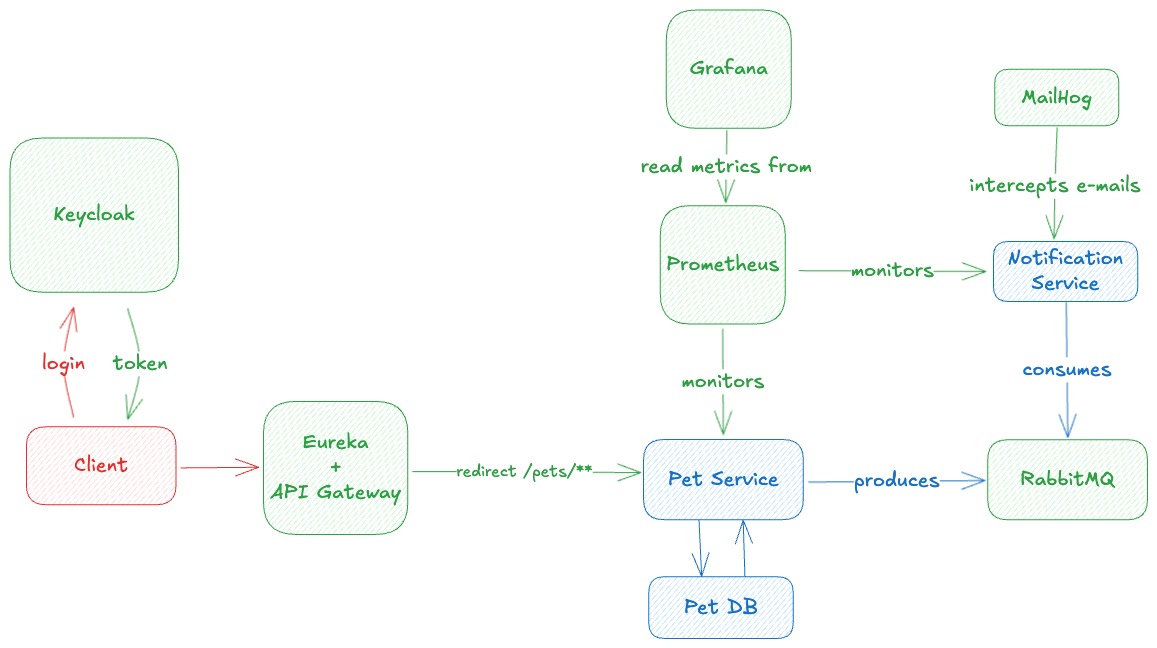 Grafana
MailHog
read metrics from
intercepts e-mails
Keycloak
Prometheus
monitors
Notification
Service
login
token
monitors
consumes
Client
Eureka
+
API Gateway
redirect /pets/**
Pet Service
produces
RabbitMQ
Pet DB